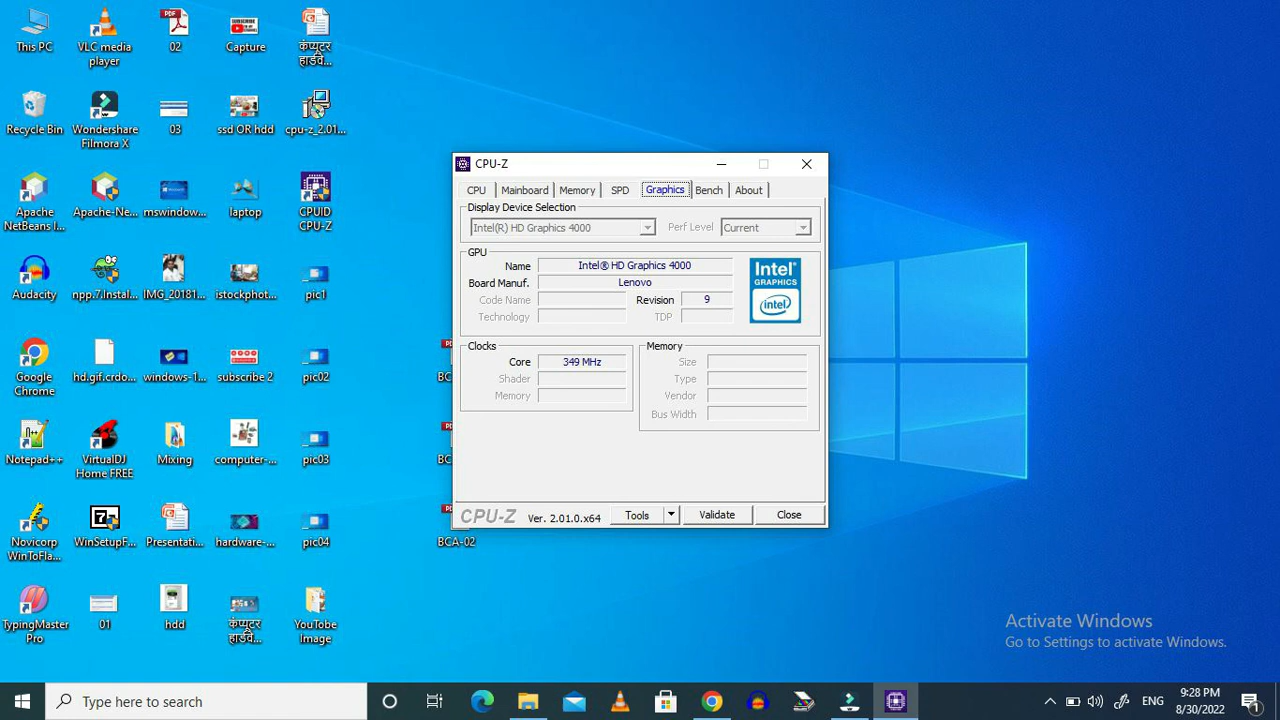 This PC
VLC media
player
02
Capture
कंप्यूटर
हार्डवे...
Recycle Bin
Wondershare
Filmora X
03
ssd OR hdd
cpu-z_2.01...
Apache
NetBeans I...
Apache-Ne...
mswindow...
laptop
CPUID
CPU-Z
Audacity
npp.7.Instal...
IMG_20181...
istockphot...
pic1
Google
Chrome
hd.gif.crdo...
windows-1...
subscribe 2
pic02
Notepad++
VirtualDJ
Home FREE
Mixing
computer-...
pic03
Novicorp
WinToFla...
WinSetupF...
Presentati...
hardware-...
pic04
BCA-02
TypingMaster
Pro
01
hdd
कंप्यूटर
हार्डवे...
YouTobe
Image
CPU-Z
CPU Mainboard Memory SPD Graphics Bench About
Display Device Selection
Intel(R) HD Graphics 4000 Perf Level Current
GPU
Name Intel® HD Graphics 4000
Board Manuf. Lenovo
Code Name Revision 9
Technology TDP
intel
GRAPHICS
intel
Clocks
Core 349 MHz
Shader
Memory
Memory
Size
Type
Vendor
Bus Width
CPU-Z Ver. 2.01.0.x64 Tools Validate Close
Activate Windows
Go to Settings to activate Windows.
Type here to search
ENG
9:28 PM
8/30/2022
1